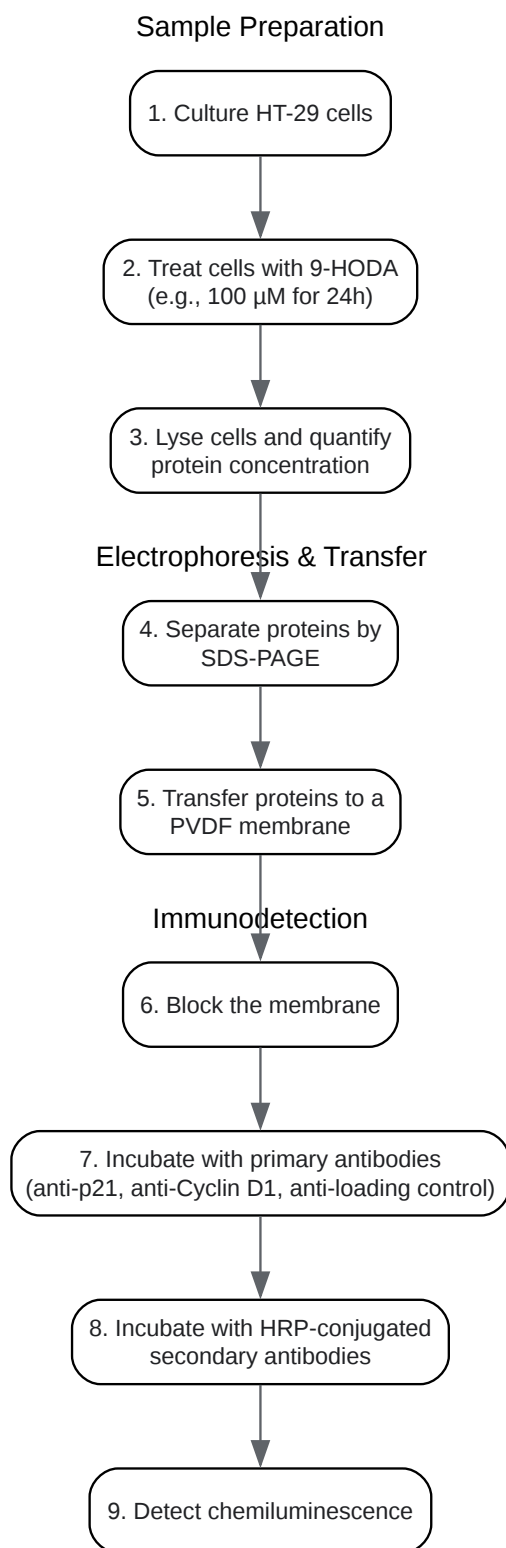 Sample Preparation
1. Culture HT-29 cells
2. Treat cells with 9-HODA
(e.g., 100 µM for 24h)
3. Lyse cells and quantify
protein concentration
Electrophoresis & Transfer
4. Separate proteins by
SDS-PAGE
5. Transfer proteins to a
PVDF membrane
Immunodetection
6. Block the membrane
7. Incubate with primary antibodies
(anti-p21, anti-Cyclin D1, anti-loading control)
8. Incubate with HRP-conjugated
secondary antibodies
9. Detect chemiluminescence